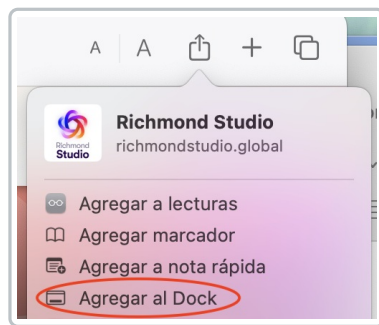 A A
Richmond Studio
richmondstudio.global
Richmond
Studio
Agregar a lecturas
Agregar marcador
Agregar a nota rápida
Agregar al Dock